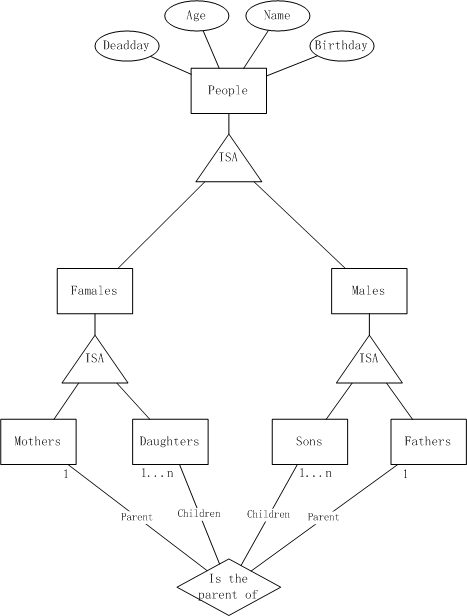 Age
Name
Deadday
Birthday
People
ISA
Famales
Males
ISA
ISA
Mothers
Daughters
Sons
Fathers
1
1...n
1...n
1
Parent
Children
Children
Parent
Is the
parent of